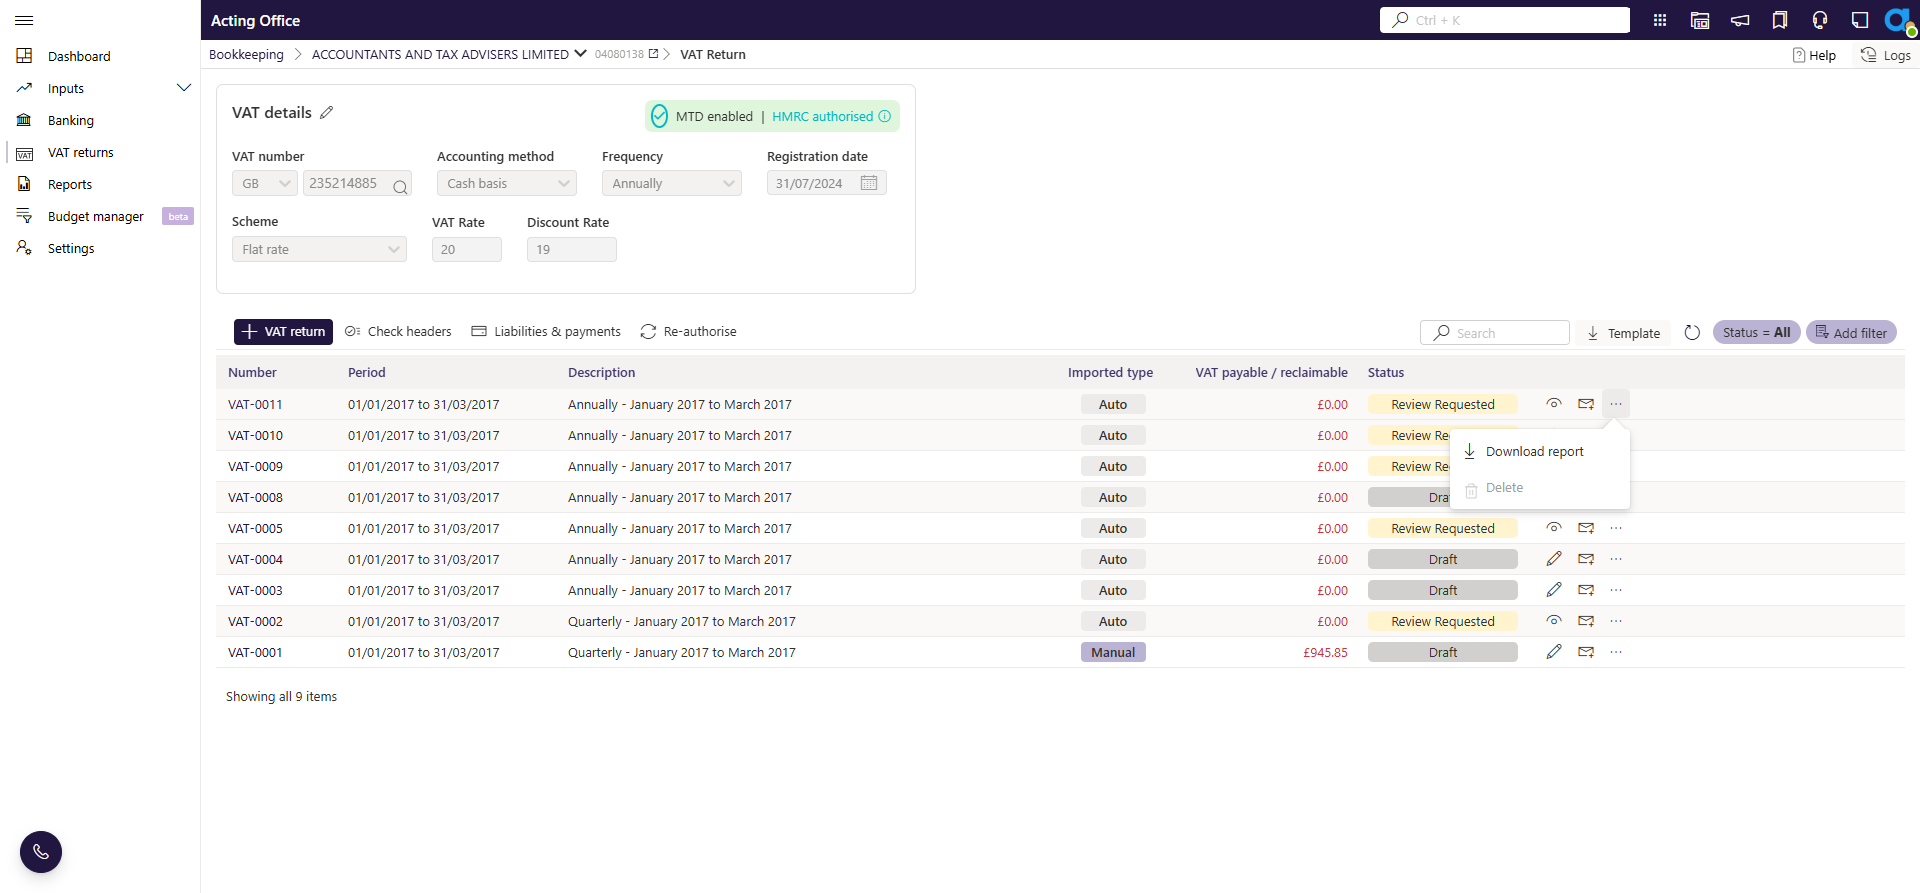 Acting Office
Ctrl + K
Dashboard
Inputs
Banking
VAT returns
Reports
Budget manager beta
Settings
Bookkeeping ACCOUNTANTS AND TAX ADVISERS LIMITED 04080138 VAT Return
Help Logs
VAT details
MTD enabled | HMRC authorised
VAT number Accounting method Frequency Registration date
GB 235214885 Cash basis Annually 31/07/2024
Scheme VAT Rate Discount Rate
Flat rate 20 19
VAT return Check headers Liabilities & payments Re-authorise
Search Template Status = All Add filter
Number Period Description Imported type VAT payable / reclaimable Status
VAT-0011 01/01/2017 to 31/03/2017 Annually - January 2017 to March 2017 Auto £0.00 Review Requested
VAT-0010 01/01/2017 to 31/03/2017 Annually - January 2017 to March 2017 Auto £0.00 Review Re
Download report
VAT-0009 01/01/2017 to 31/03/2017 Annually - January 2017 to March 2017 Auto £0.00 Review Re
Delete
VAT-0008 01/01/2017 to 31/03/2017 Annually - January 2017 to March 2017 Auto £0.00 Dra
VAT-0005 01/01/2017 to 31/03/2017 Annually - January 2017 to March 2017 Auto £0.00 Review Requested
VAT-0004 01/01/2017 to 31/03/2017 Annually - January 2017 to March 2017 Auto £0.00 Draft
VAT-0003 01/01/2017 to 31/03/2017 Annually - January 2017 to March 2017 Auto £0.00 Draft
VAT-0002 01/01/2017 to 31/03/2017 Quarterly - January 2017 to March 2017 Auto £0.00 Review Requested
VAT-0001 01/01/2017 to 31/03/2017 Quarterly - January 2017 to March 2017 Manual £945.85 Draft
Showing all 9 items